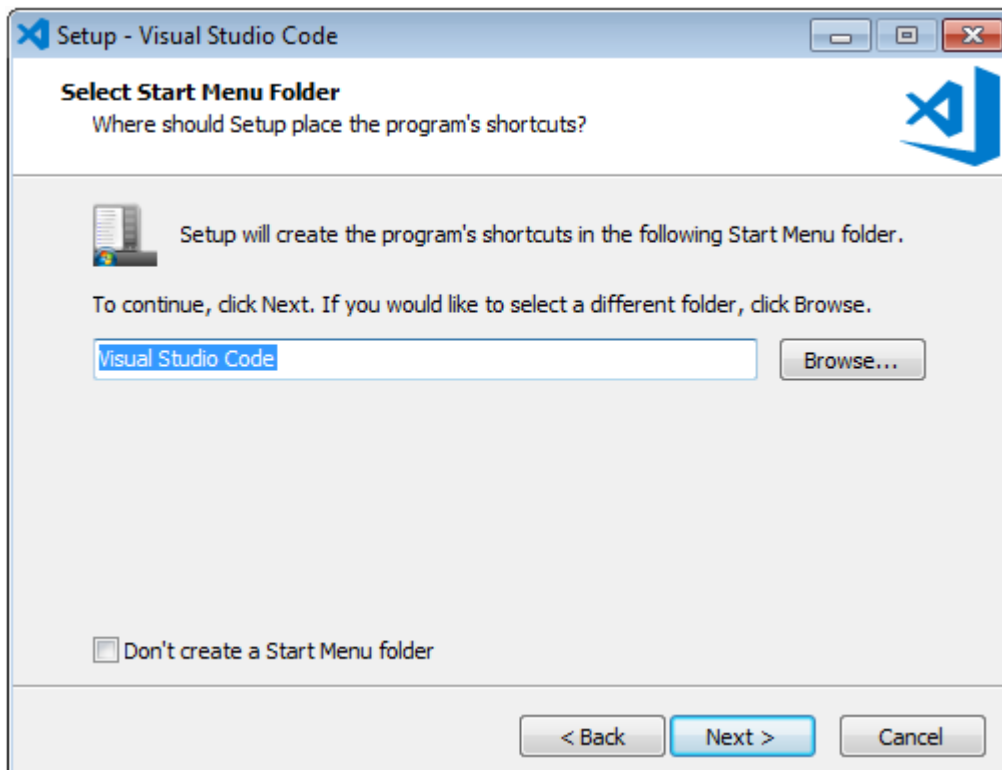 Setup - Visual Studio Code
Select Start Menu Folder
Where should Setup place the program's shortcuts?
Setup will create the program's shortcuts in the following Start Menu folder.
To continue, click Next. If you would like to select a different folder, click Browse.
Visual Studio Code
Browse...
Don't create a Start Menu folder
< Back
Next >
Cancel